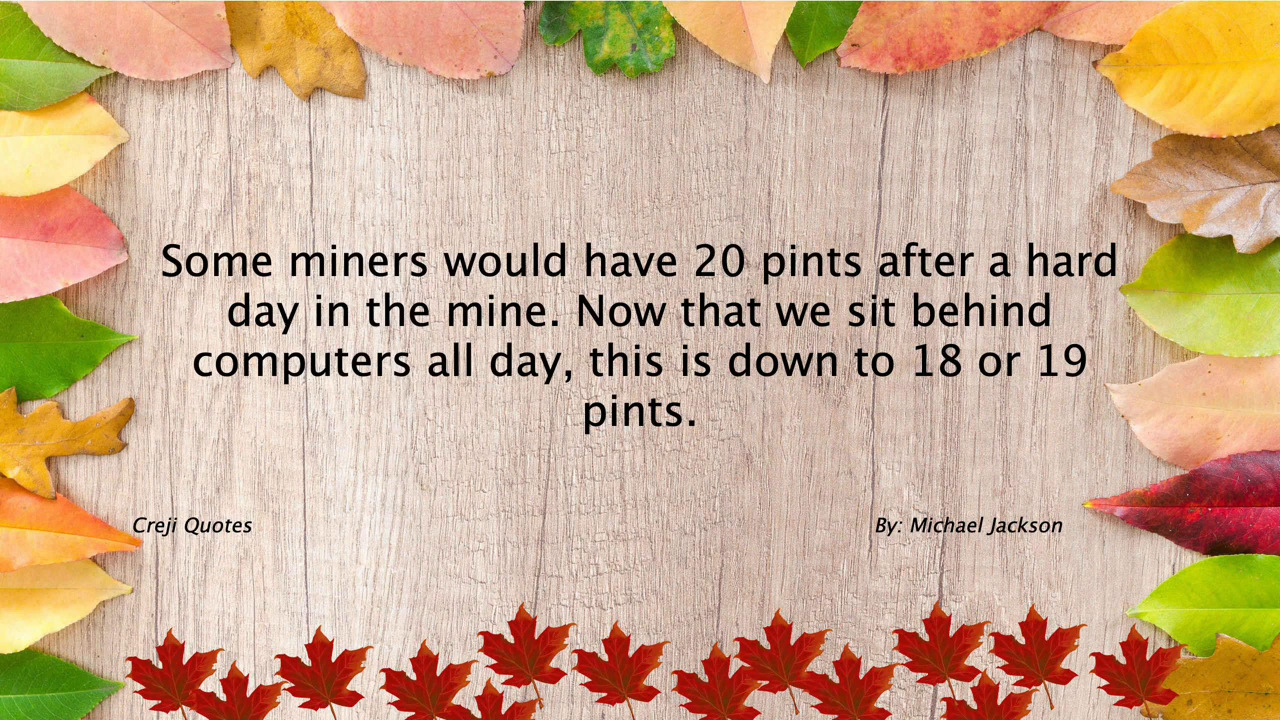 Some miners would have 20 pints after a hard
day in the mine. Now that we sit behind
computers all day, this is down to 18 or 19
pints.
Creji Quotes
By: Michael Jackson